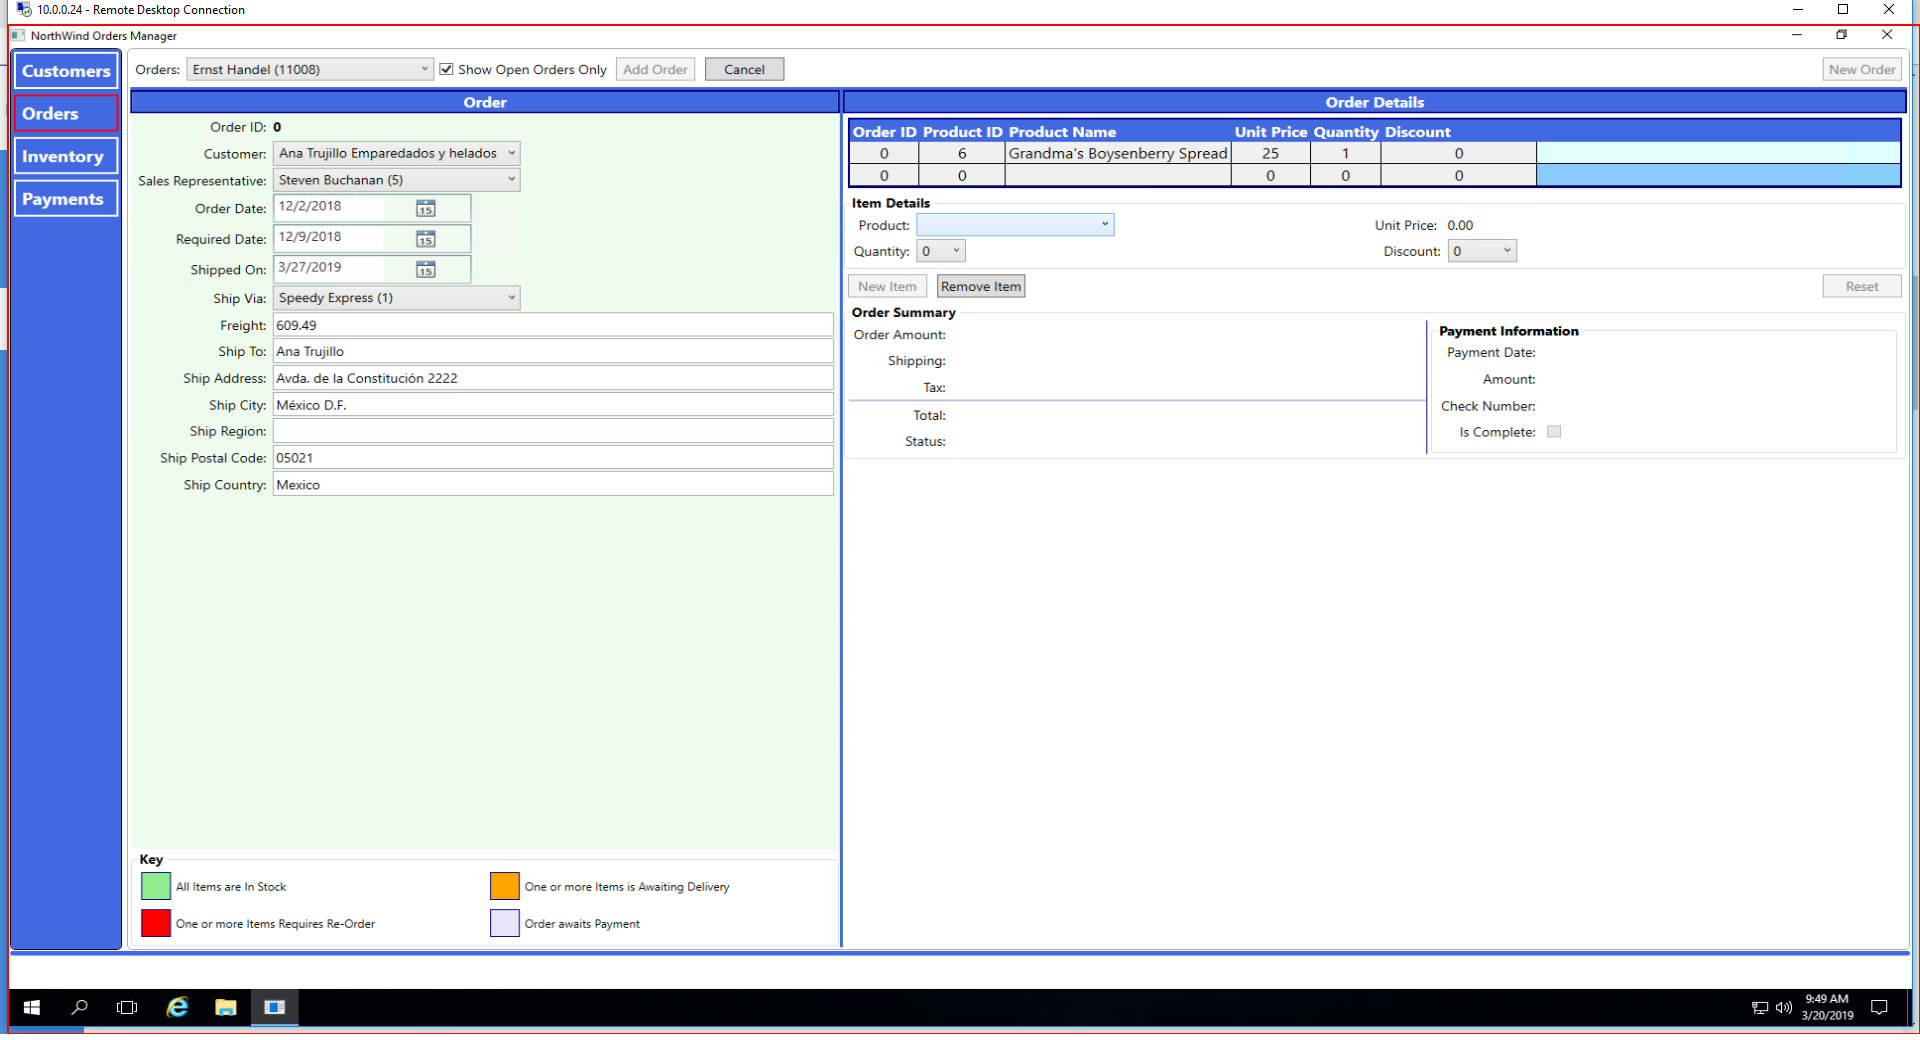 10.0.0.24 - Remote Desktop Connection
NorthWind Orders Manager
Customers
Orders
Inventory
Payments
Orders: Ernst Handel (11008) Show Open Orders Only Add Order Cancel New Order
Order
Order ID: 0
Customer: Ana Trujillo Emparedados y helados
Sales Representative: Steven Buchanan (5)
Order Date: 12/2/2018 15
Required Date: 12/9/2018 15
Shipped On: 3/27/2019 15
Ship Via: Speedy Express (1)
Freight: 609.49
Ship To: Ana Trujillo
Ship Address: Avda. de la Constitución 2222
Ship City: México D.F.
Ship Region:
Ship Postal Code: 05021
Ship Country: Mexico
Key
All Items are In Stock
One or more Items is Awaiting Delivery
One or more Items Requires Re-Order
Order awaits Payment
Order Details
Order ID Product ID Product Name Unit Price Quantity Discount
0 6 Grandma's Boysenberry Spread 25 1 0
0 0 0 0 0
Item Details
Product: Unit Price: 0.00
Quantity: 0 Discount: 0
New Item Remove Item Reset
Order Summary
Order Amount:
Shipping:
Tax:
Total:
Status:
Payment Information
Payment Date:
Amount:
Check Number:
Is Complete:
9:49 AM
3/20/2019